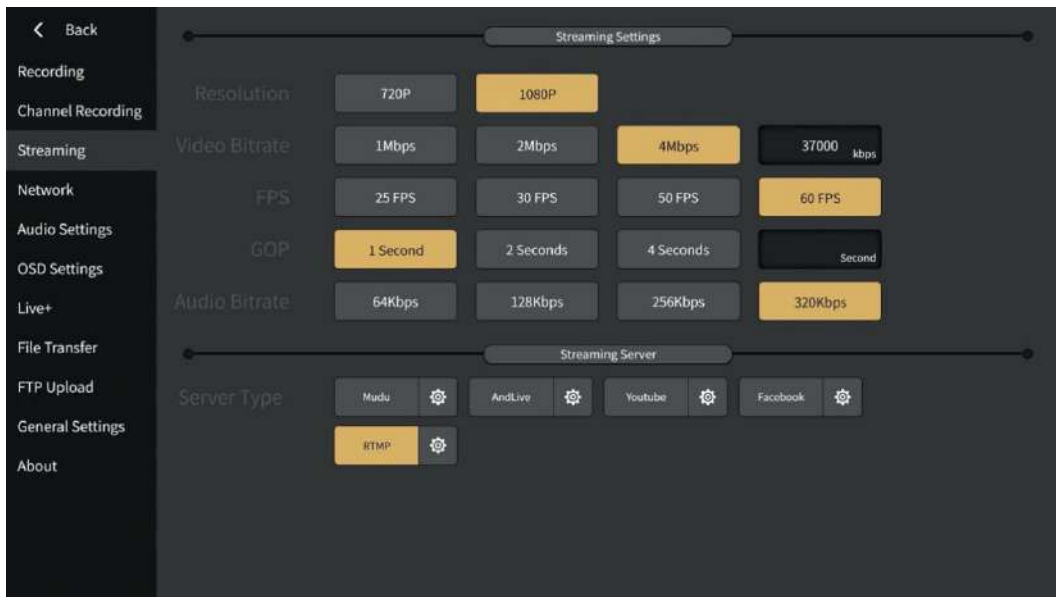 Back
Recording
Channel Recording
Streaming
Network
Audio Settings
OSD Settings
Live+
File Transfer
FTP Upload
General Settings
About
Streaming Settings
Resolution 720P 1080P
Video Bitrate 1Mbps 2Mbps 4Mbps 37000 kbps
FPS 25 FPS 30 FPS 50 FPS 60 FPS
GOP 1 Second 2 Seconds 4 Seconds Second
Audio Bitrate 64Kbps 128Kbps 256Kbps 320Kbps
Streaming Server
Server Type Mudu AndLive Youtube Facebook
RTMP